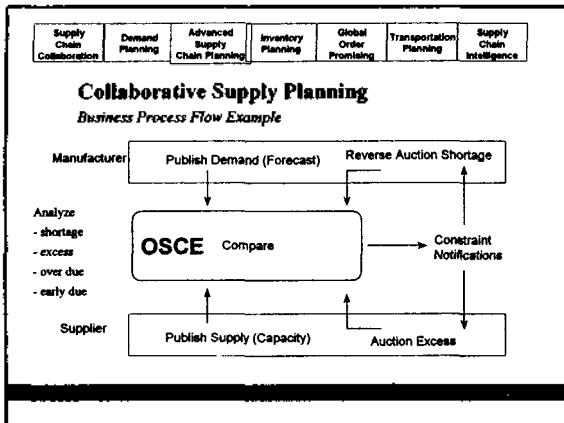 Supply
Chain
Collaboration
Demand
Planning
Advanced
Supply
Chain Planning
Inventory
Planning
Global
Order
Promising
Transportation
Planning
Supply
Chain
Intelligence
Collaborative Supply Planning
Business Process Flow Example
Manufacturer
Publish Demand (Forecast)
Reverse Auction Shortage
Analyze
- shortage
- excess
- over due
- early due
OSCE
Compare
Constraint
Notifications
Supplier
Publish Supply (Capacity)
Auction Excess